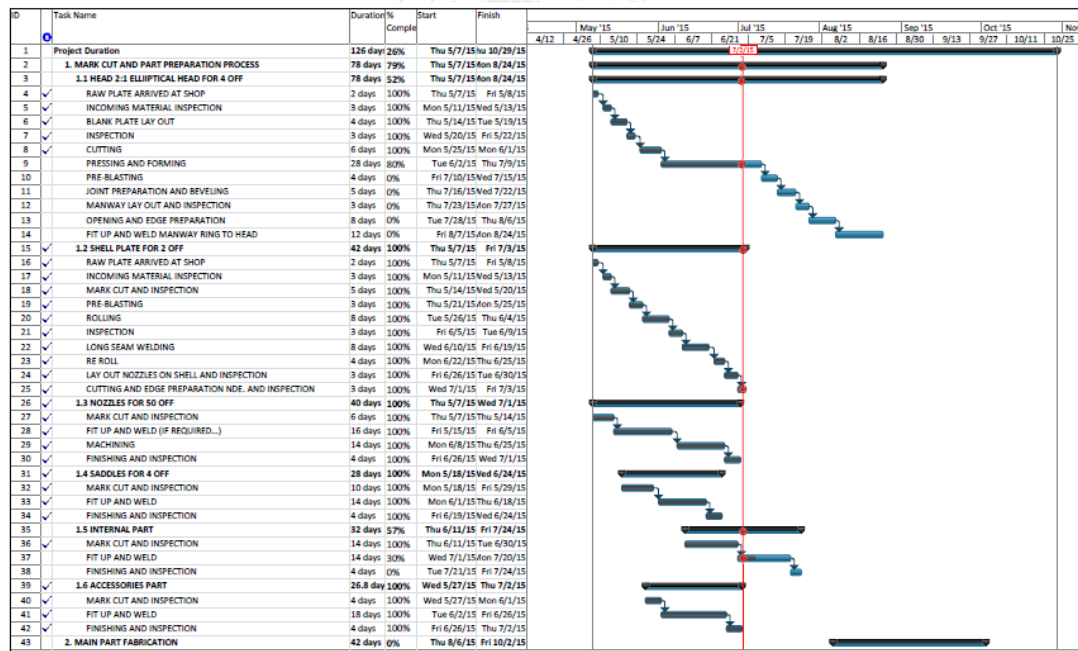 ID Task Name Duration % Comple Start Finish
May '15 Jun '15 Jul '15 Aug '15 Sep '15 Oct '15 Nov
4/12 4/26 5/10 5/24 6/7 6/21 7/5 7/19 8/2 8/16 8/30 9/13 9/27 10/11 10/25
7/2/15
1 Project Duration 126 days 26% Thu 5/7/15 Thu 10/29/15
2 1. MARK CUT AND PART PREPARATION PROCESS 78 days 79% Thu 5/7/15 Mon 8/24/15
3 1.1 HEAD 2:1 ELLIIPTICAL HEAD FOR 4 OFF 78 days 52% Thu 5/7/15 Mon 8/24/15
4 RAW PLATE ARRIVED AT SHOP 2 days 100% Thu 5/7/15 Fri 5/8/15
5 INCOMING MATERIAL INSPECTION 3 days 100% Mon 5/11/15 Wed 5/13/15
6 BLANK PLATE LAY OUT 4 days 100% Thu 5/14/15 Tue 5/19/15
7 INSPECTION 3 days 100% Wed 5/20/15 Fri 5/22/15
8 CUTTING 6 days 100% Mon 5/25/15 Mon 6/1/15
9 PRESSING AND FORMING 28 days 80% Tue 6/2/15 Thu 7/9/15
10 PRE-BLASTING 4 days 0% Fri 7/10/15 Wed 7/15/15
11 JOINT PREPARATION AND BEVELING 5 days 0% Thu 7/16/15 Wed 7/22/15
12 MANWAY LAY OUT AND INSPECTION 3 days 0% Thu 7/23/15 Mon 7/27/15
13 OPENING AND EDGE PREPARATION 8 days 0% Tue 7/28/15 Thu 8/6/15
14 FIT UP AND WELD MANWAY RING TO HEAD 12 days 0% Fri 8/7/15 Mon 8/24/15
15 1.2 SHELL PLATE FOR 2 OFF 42 days 100% Thu 5/7/15 Fri 7/3/15
16 RAW PLATE ARRIVED AT SHOP 2 days 100% Thu 5/7/15 Fri 5/8/15
17 INCOMING MATERIAL INSPECTION 3 days 100% Mon 5/11/15 Wed 5/13/15
18 MARK CUT AND INSPECTION 5 days 100% Thu 5/14/15 Wed 5/20/15
19 PRE-BLASTING 3 days 100% Thu 5/21/15 Mon 5/25/15
20 ROLLING 8 days 100% Tue 5/26/15 Thu 6/4/15
21 INSPECTION 3 days 100% Fri 6/5/15 Tue 6/9/15
22 LONG SEAM WELDING 8 days 100% Wed 6/10/15 Fri 6/19/15
23 RE ROLL 4 days 100% Mon 6/22/15 Thu 6/25/15
24 LAY OUT NOZZLES ON SHELL AND INSPECTION 3 days 100% Fri 6/26/15 Tue 6/30/15
25 CUTTING AND EDGE PREPARATION NDE. AND INSPECTION 3 days 100% Wed 7/1/15 Fri 7/3/15
26 1.3 NOZZLES FOR 50 OFF 40 days 100% Thu 5/7/15 Wed 7/1/15
27 MARK CUT AND INSPECTION 6 days 100% Thu 5/7/15 Thu 5/14/15
28 FIT UP AND WELD (IF REQUIRED...) 16 days 100% Fri 5/15/15 Fri 6/5/15
29 MACHINING 14 days 100% Mon 6/8/15 Thu 6/25/15
30 FINISHING AND INSPECTION 4 days 100% Fri 6/26/15 Wed 7/1/15
31 1.4 SADDLES FOR 4 OFF 28 days 100% Mon 5/18/15 Wed 6/24/15
32 MARK CUT AND INSPECTION 10 days 100% Mon 5/18/15 Fri 5/29/15
33 FIT UP AND WELD 14 days 100% Mon 6/1/15 Thu 6/18/15
34 FINISHING AND INSPECTION 4 days 100% Fri 6/19/15 Wed 6/24/15
35 1.5 INTERNAL PART 32 days 57% Thu 6/11/15 Fri 7/24/15
36 MARK CUT AND INSPECTION 14 days 100% Thu 6/11/15 Tue 6/30/15
37 FIT UP AND WELD 14 days 30% Wed 7/1/15 Mon 7/20/15
38 FINISHING AND INSPECTION 4 days 0% Tue 7/21/15 Fri 7/24/15
39 1.6 ACCESSORIES PART 26.8 day 100% Wed 5/27/15 Thu 7/2/15
40 MARK CUT AND INSPECTION 4 days 100% Wed 5/27/15 Mon 6/1/15
41 FIT UP AND WELD 18 days 100% Tue 6/2/15 Fri 6/26/15
42 FINISHING AND INSPECTION 4 days 100% Fri 6/26/15 Thu 7/2/15
43 2. MAIN PART FABRICATION 42 days 0% Thu 8/6/15 Fri 10/2/15